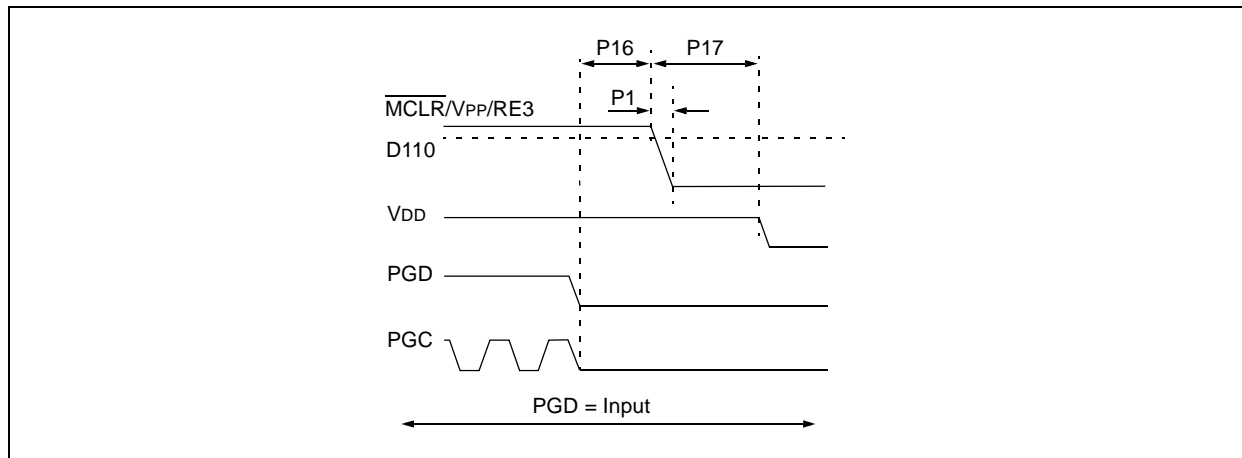 P16 P17
P1
MCLR/VPP/RE3
D110
VDD
PGD
PGC
PGD = Input